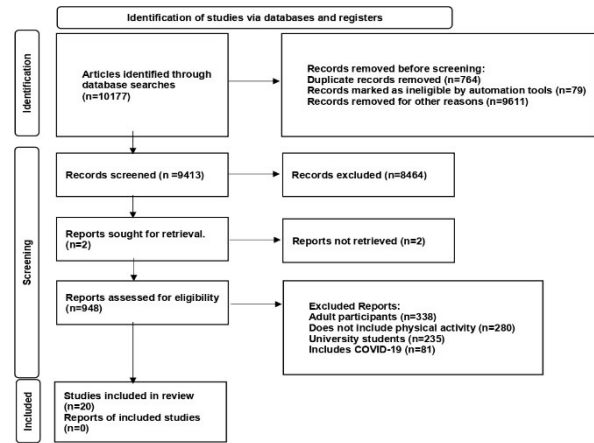 Identification of studies via databases and registers
Identification
Articles identified through
database searches
(n=10177)
Records removed before screening:
Duplicate records removed (n=764)
Records marked as ineligible by automation tools (n=79)
Records removed for other reasons (n=9611)
Screening
Records screened (n =9413)
Records excluded (n=8464)
Reports sought for retrieval.
(n=2)
Reports not retrieved (n=2)
Reports assessed for eligibility
(n=948)
Excluded Reports:
Adult participants (n=338)
Does not include physical activity (n=280)
University students (n=235)
Includes COVID-19 (n=81)
Included
Studies included in review
(n=20)
Reports of included studies
(n=0)